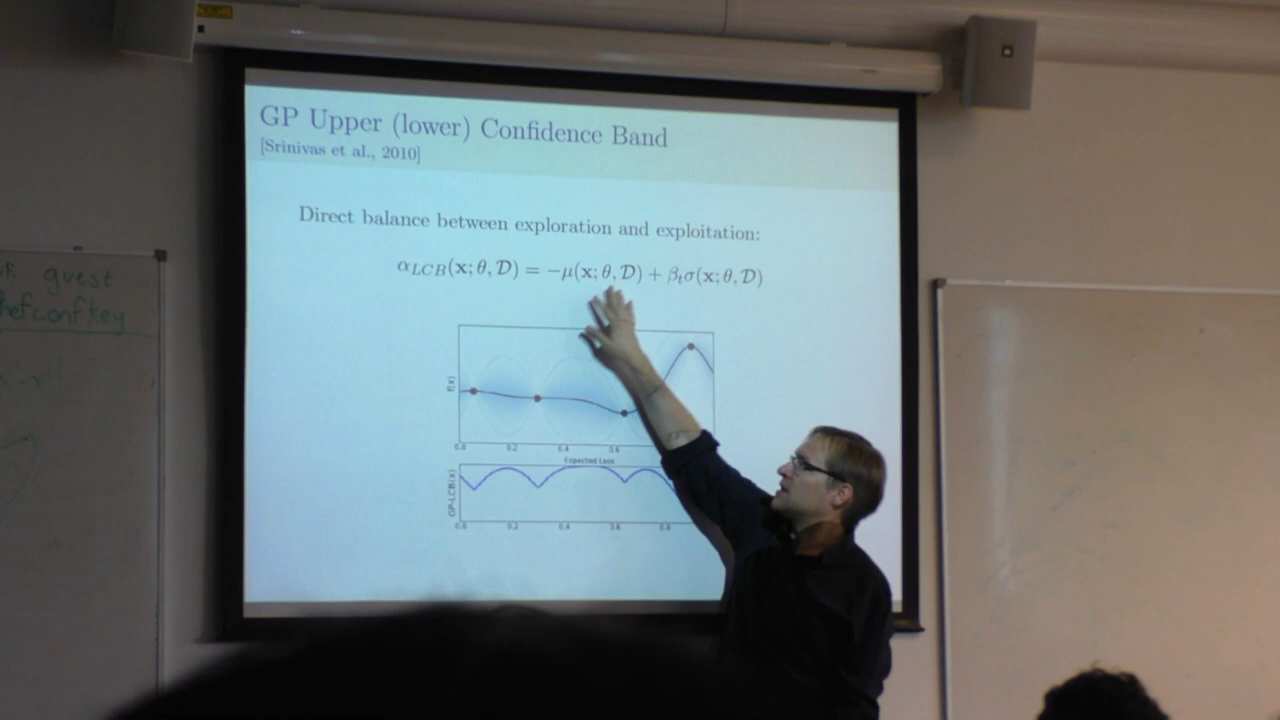 GP Upper (lower) Confidence Band
[Srinivas et al., 2010]
Direct balance between exploration and exploitation:
α_LCB(x; θ, D) = −μ(x; θ, D) + β_t σ(x; θ, D)
f(x)
0.0 0.2 0.4 0.6
Expected Loss
GP-LCB(x)
0.0 0.2 0.4 0.6 0.8
guest